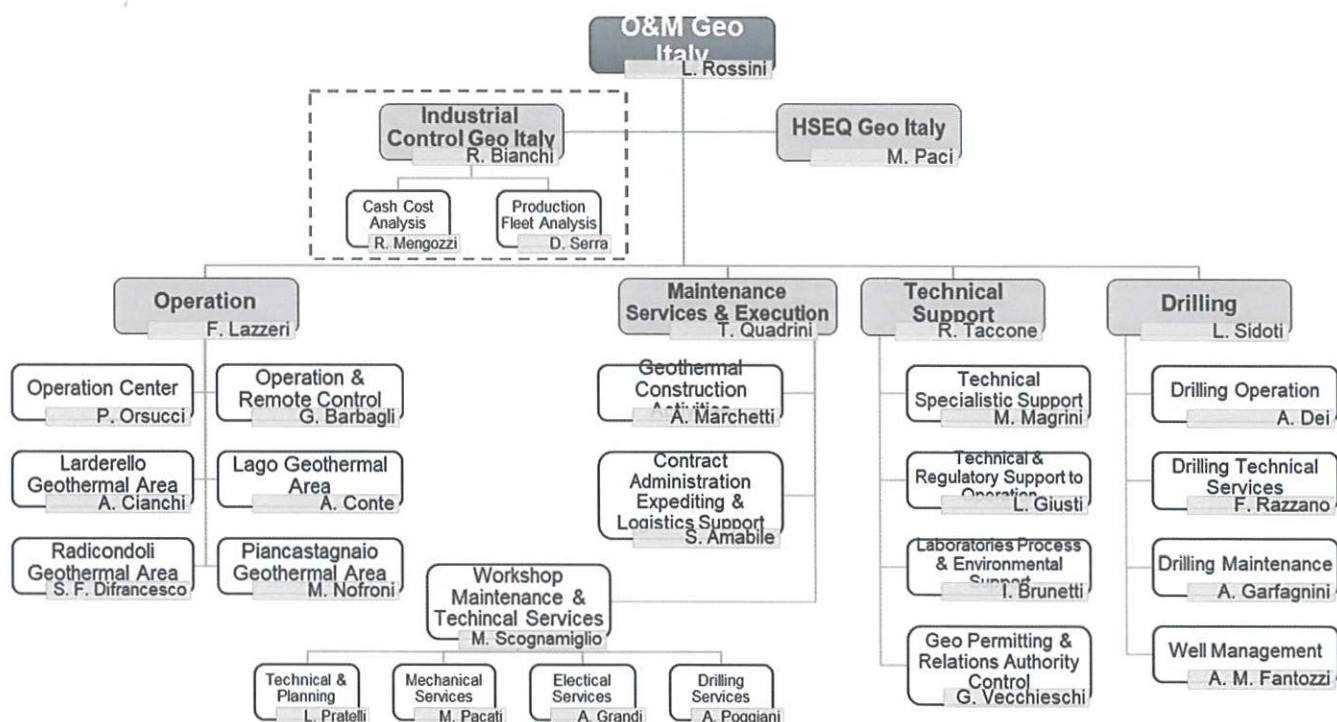 O&M Geo
Italy
L. Rossini
Industrial
Control Geo Italy
R. Bianchi
HSEQ Geo Italy
M. Paci
Cash Cost
Analysis
R. Mengozzi
Production
Fleet Analysis
D. Serra
Operation
F. Lazzeri
Maintenance
Services & Execution
T. Quadrini
Technical
Support
R. Taccone
Drilling
L. Sidoti
Operation Center
P. Orsucci
Operation &
Remote Control
G. Barbagli
Larderello
Geothermal Area
A. Cianchi
Lago Geothermal
Area
A. Conte
Radicondoli
Geothermal Area
S. F. Difrancesco
Piancastagnaio
Geothermal Area
M. Nofroni
Geothermal
Construction
Activities
A. Marchetti
Contract
Administration
Expediting &
Logistics Support
S. Amabile
Workshop
Maintenance &
Techincal Services
M. Scognamiglio
Technical &
Planning
L. Pratelli
Mechanical
Services
M. Pacati
Electical
Services
A. Grandi
Drilling
Services
A. Poggiani
Technical
Specialistic Support
M. Magrini
Technical &
Regulatory Support to
Operation
L. Giusti
Laboratories Process
& Environmental
Support
I. Brunetti
Geo Permitting &
Relations Authority
Control
G. Vecchieschi
Drilling Operation
A. Dei
Drilling Technical
Services
F. Razzano
Drilling Maintenance
A. Garfagnini
Well Management
A. M. Fantozzi